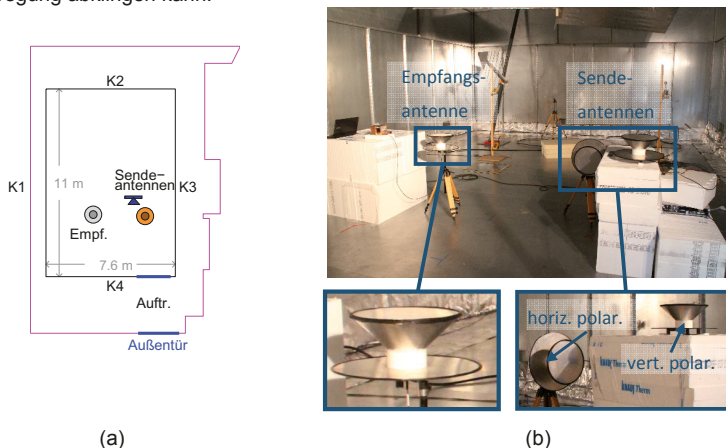 egung abklingen kann.
K2
K1
11 m
Sende–
antennen
K3
Empf.
7.6 m
K4
Auftr.
Außentür
(a)
Empfangs-
antenne
Sende-
antennen
horiz. polar.
vert. polar.
(b)